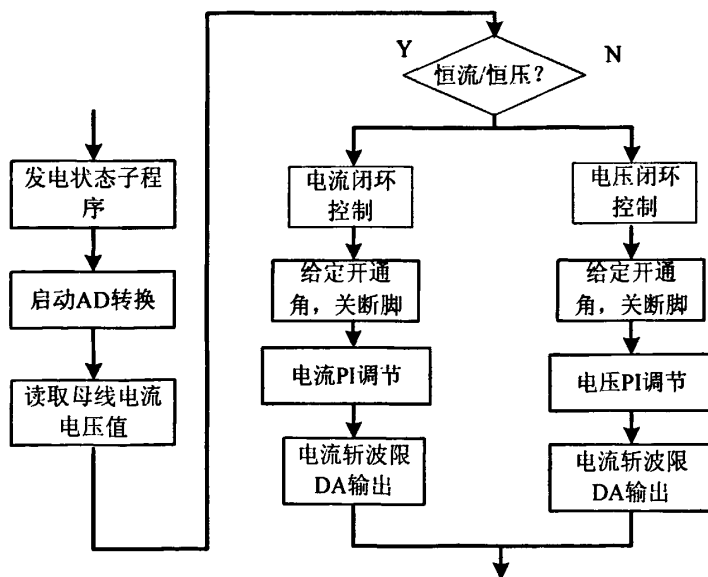 发电状态子程
序
启动AD转换
读取母线电流
电压值
Y
N
恒流/恒压？
电流闭环
控制
给定开通
角，关断脚
电流PI调节
电流斩波限
DA输出
电压闭环
控制
给定开通
角，关断脚
电压PI调节
电流斩波限
DA输出